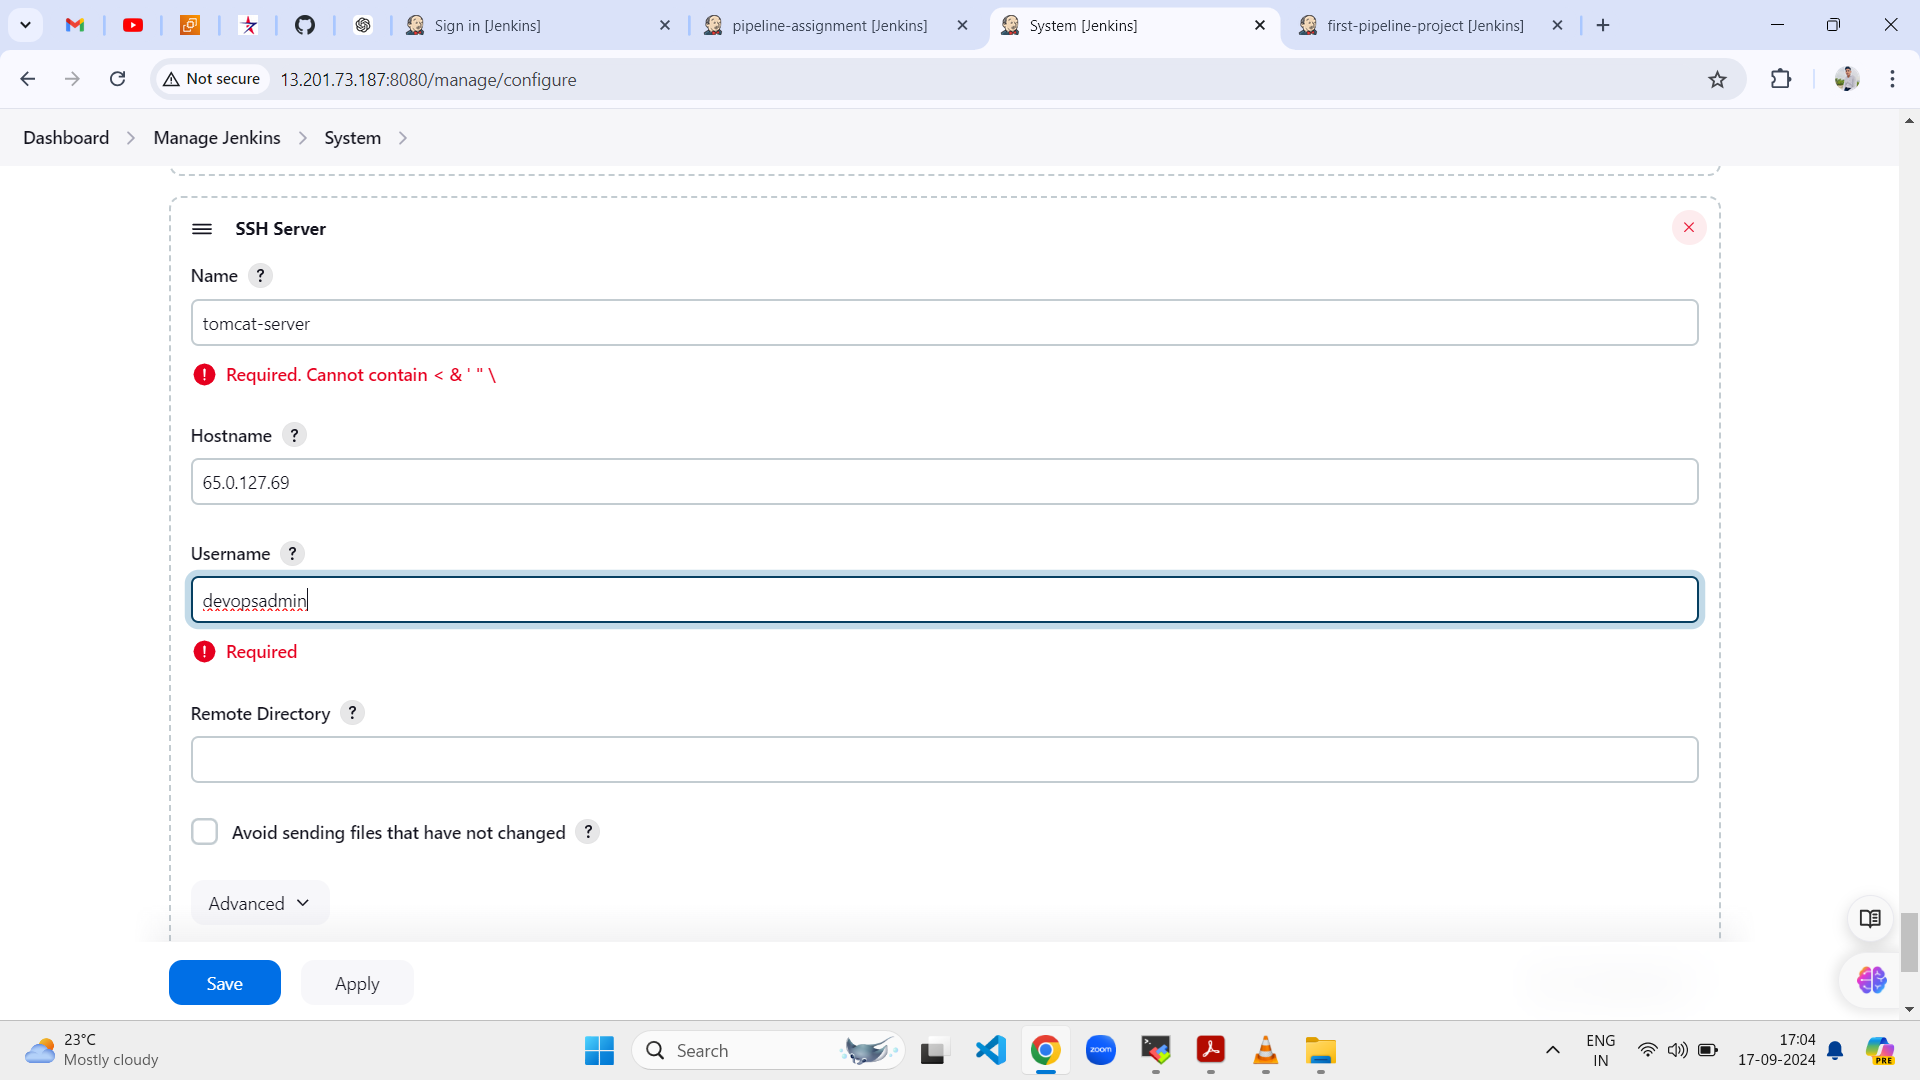 Sign in [Jenkins]
pipeline-assignment [Jenkins]
System [Jenkins]
first-pipeline-project [Jenkins]
Not secure
13.201.73.187:8080/manage/configure
Dashboard
Manage Jenkins
System
SSH Server
Name ?
tomcat-server
Required. Cannot contain < & ' " \
Hostname ?
65.0.127.69
Username ?
devopsadmin
Required
Remote Directory ?
Avoid sending files that have not changed ?
Advanced
Save
Apply
23°C
Mostly cloudy
Search
zoom
ENG
IN
17:04
17-09-2024
PRE